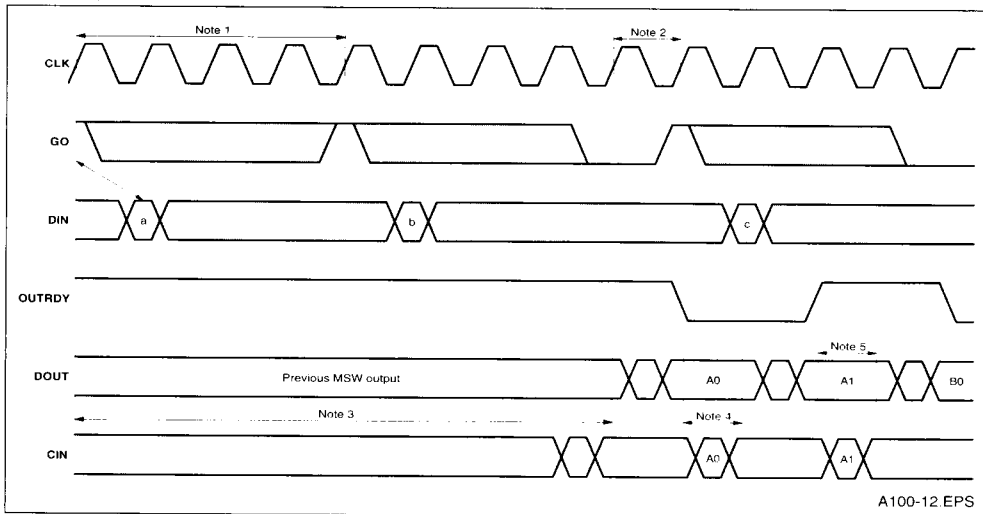 Note 1
Note 2
CLK
GO
DIN
a
b
c
OUTRDY
Note 5
DOUT
Previous MSW output
A0
A1
B0
Note 3
Note 4
CIN
A0
A1
A100-12.EPS